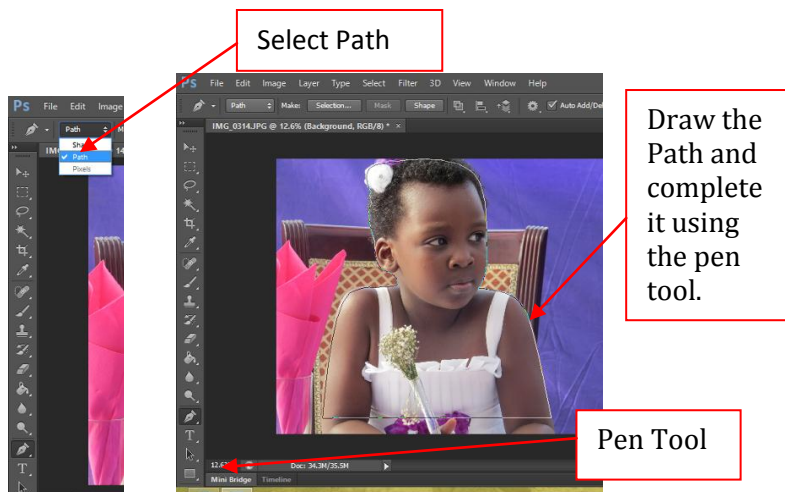 Select Path
Ps File Edit Image
Path
Shape
Path
Pixels
Ps File Edit Image Layer Type Select Filter 3D View Window Help
Path Make: Selection... Mask Shape Auto Add/Del
IMG_0314.JPG @ 12.6% (Background, RGB/8) * ×
Draw the
Path and
complete
it using
the pen
tool.
Pen Tool
Doc: 34.3M/35.5M
Mini Bridge Timeline